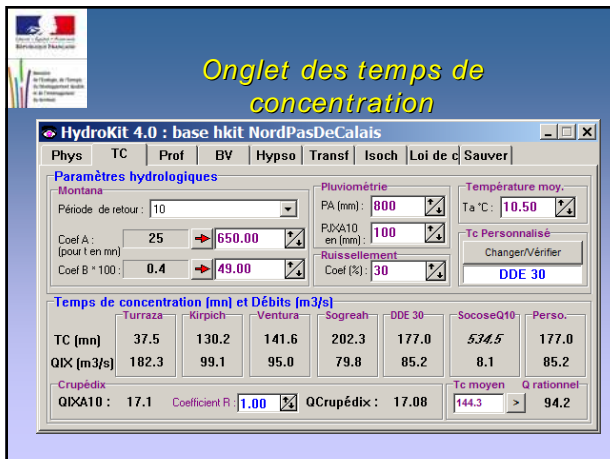 RÉPUBLIQUE FRANÇAISE
Onglet des temps de
concentration
HydroKit 4.0 : base hkit NordPasDeCalais
Phys TC Prof BV Hypso Transf Isoch Loi de c Sauver
Paramètres hydrologiques
Montana
Période de retour : 10
Coef A : 25 650.00
(pour t en mn)
Coef B * 100 : 0.4 49.00
Pluviométrie
PA (mm) : 800
PJXA10 100
en (mm) :
Ruissellement
Coef (%) : 30
Température moy.
Ta °C : 10.50
Tc Personnalisé
Changer/Vérifier
DDE 30
Temps de concentration (mn) et Débits (m3/s)
Turraza Kirpich Ventura Sogreah DDE 30 SocoseQ10 Perso.
TC (mn) 37.5 130.2 141.6 202.3 177.0 534.5 177.0
QIX (m3/s) 182.3 99.1 95.0 79.8 85.2 8.1 85.2
Crupédix
QIXA10 : 17.1 Coefficient R : 1.00 QCrupédix : 17.08
Tc moyen Q rationnel
144.3 > 94.2